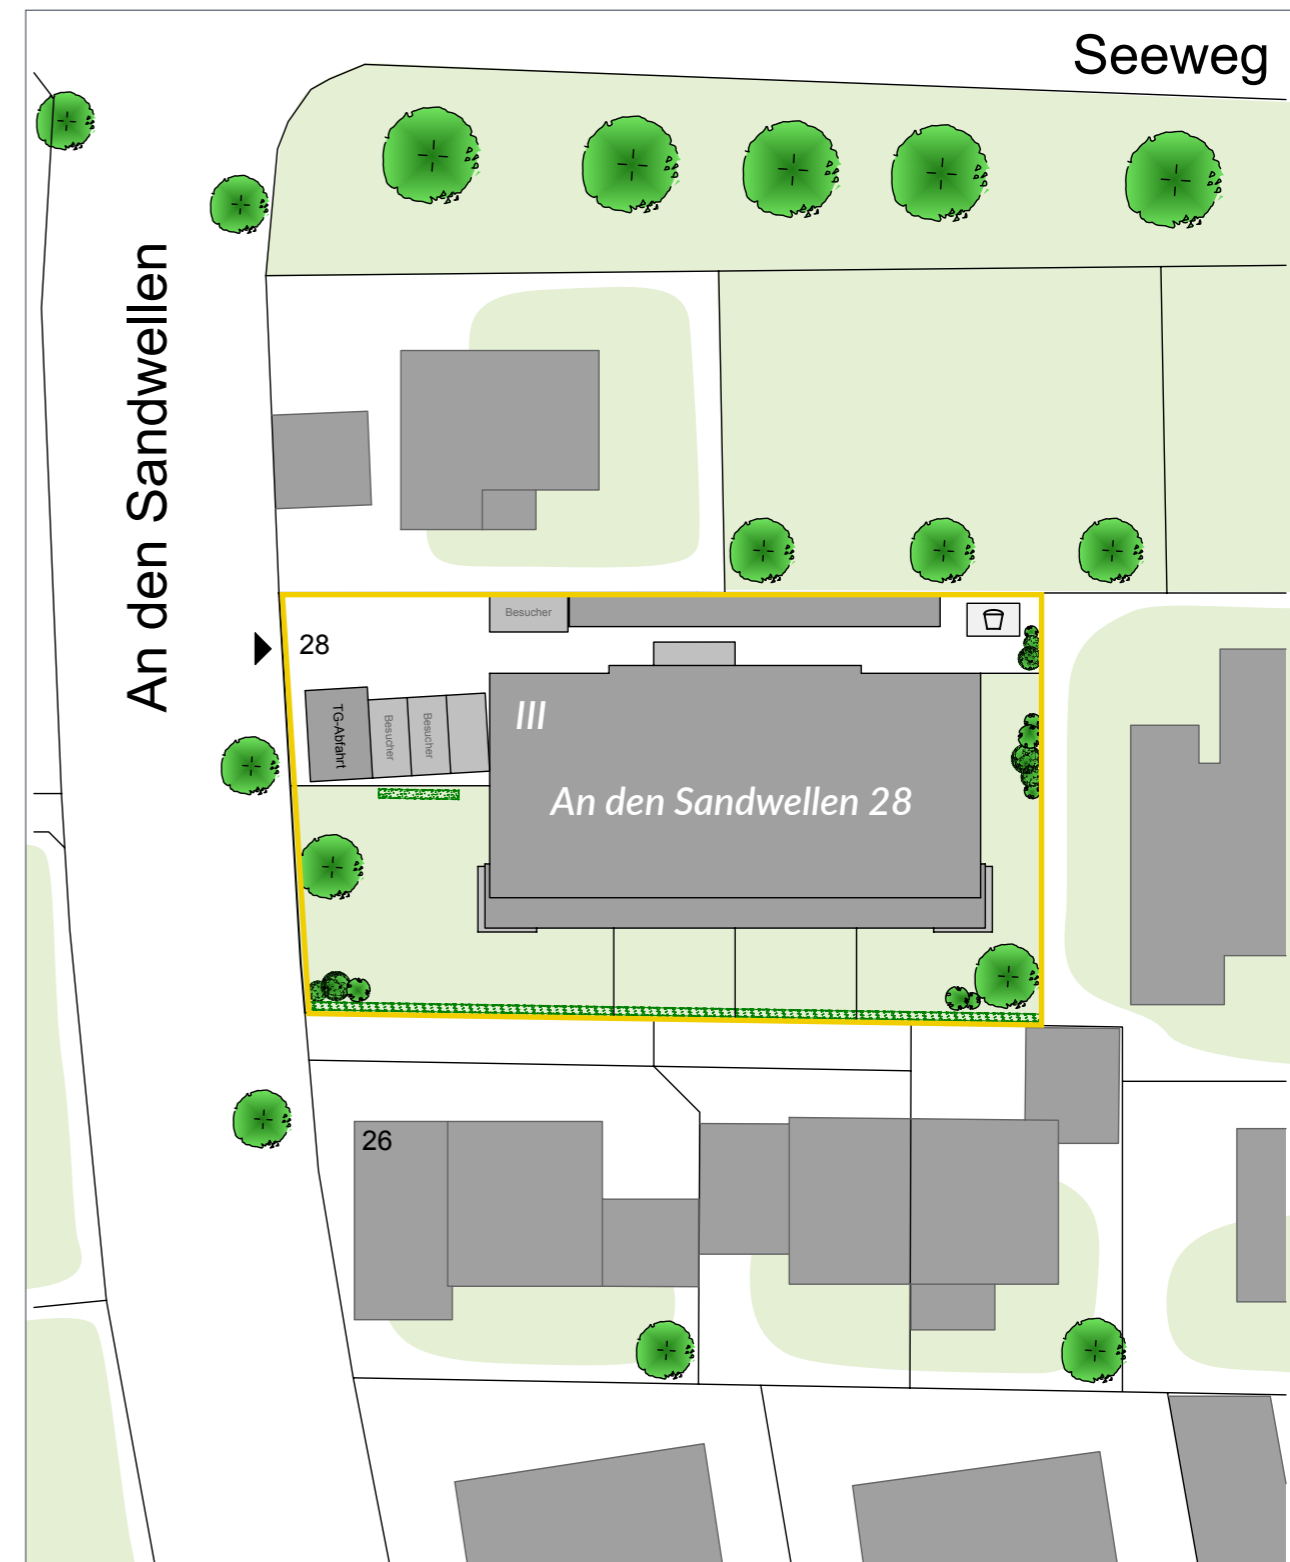 Seeweg
An den Sandwellen
Besucher
28
TG-Abfahrt
Besucher
Besucher
III
An den Sandwellen 28
26